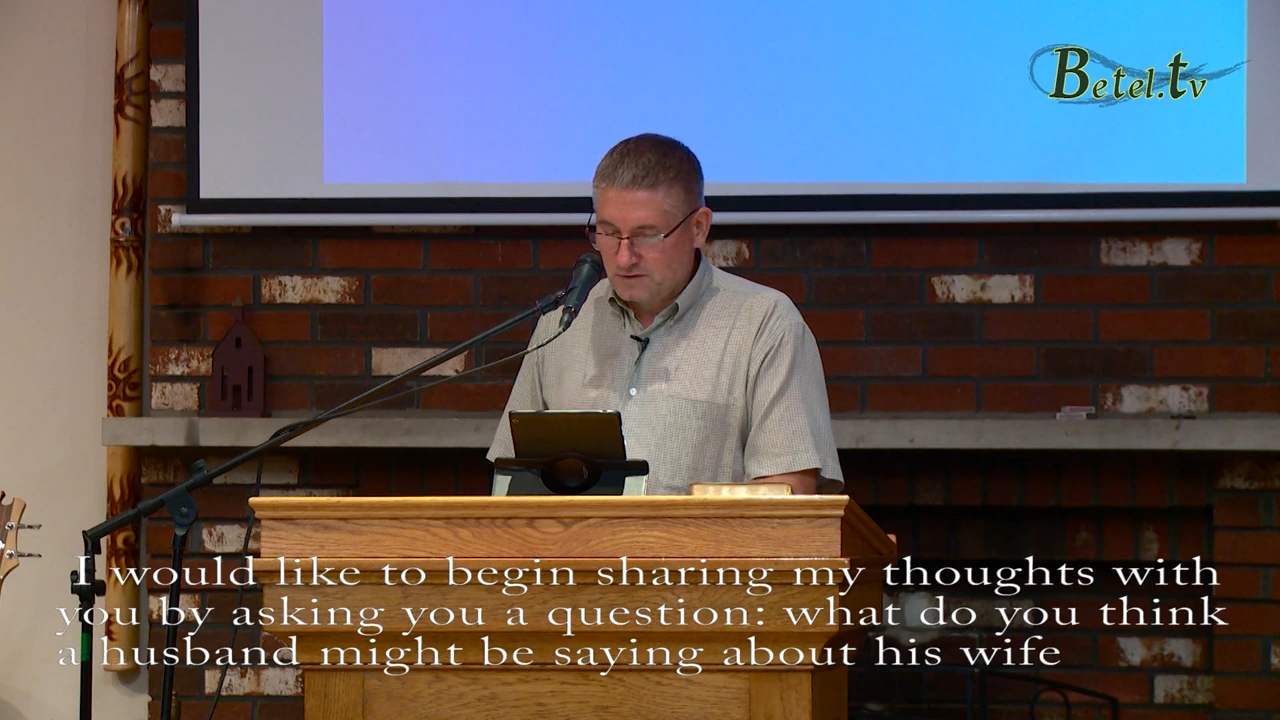 Betel.tv
I would like to begin sharing my thoughts with
you by asking you a question: what do you think
a husband might be saying about his wife